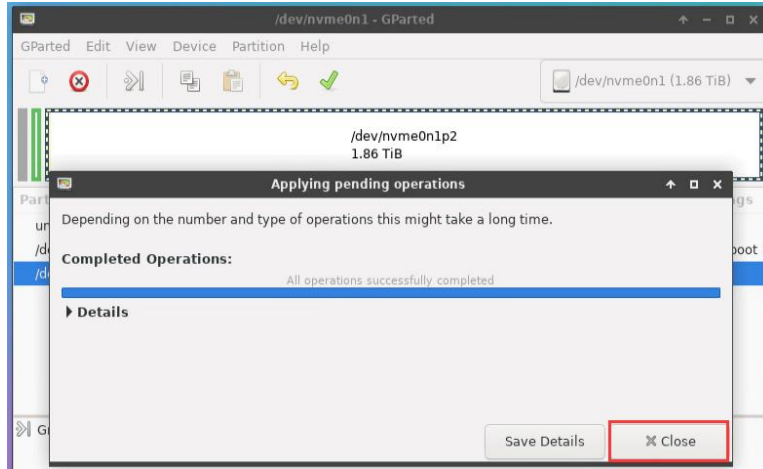 /dev/nvme0n1 - GParted
GParted Edit View Device Partition Help
/dev/nvme0n1 (1.86 TiB)
/dev/nvme0n1p2
1.86 TiB
Applying pending operations
Depending on the number and type of operations this might take a long time.
Completed Operations:
All operations successfully completed
Details
Save Details
Close